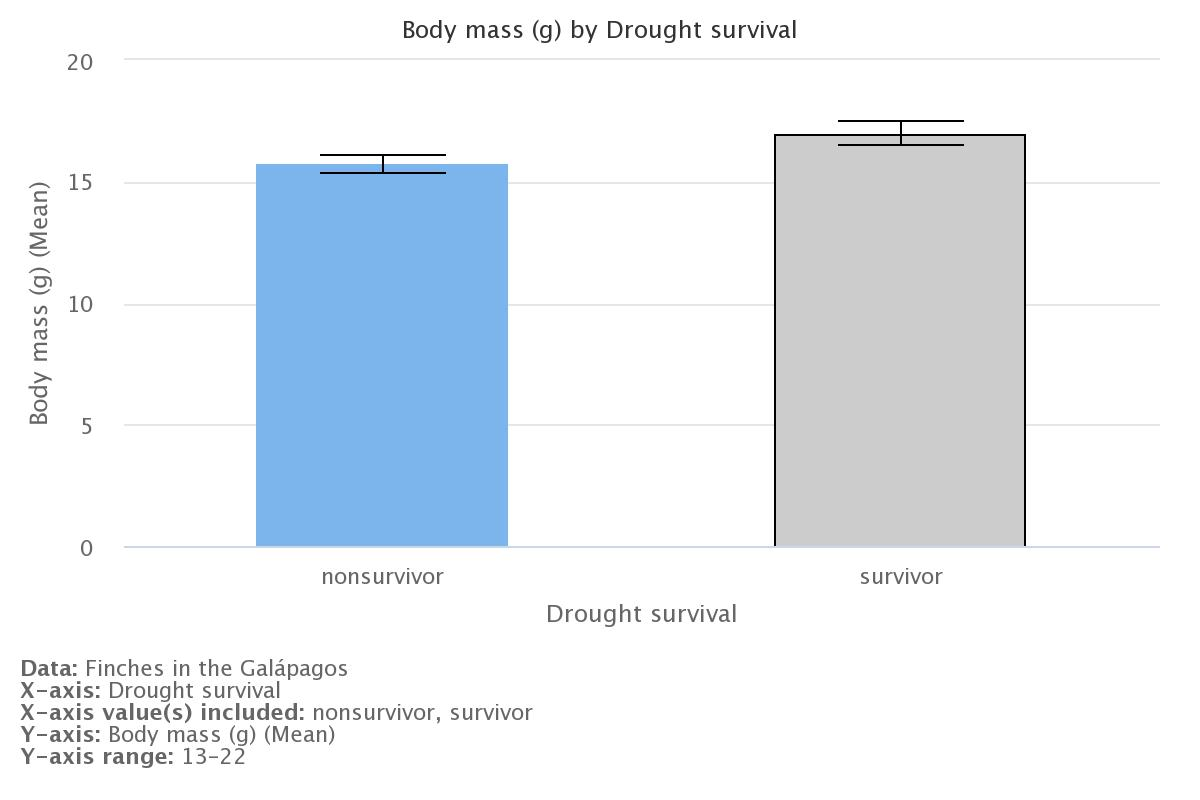 Body mass (g) by Drought survival
20
15
10
5
0
Body mass (g) (Mean)
nonsurvivor
survivor
Drought survival
Data: Finches in the Galápagos
X-axis: Drought survival
X-axis value(s) included: nonsurvivor, survivor
Y-axis: Body mass (g) (Mean)
Y-axis range: 13-22